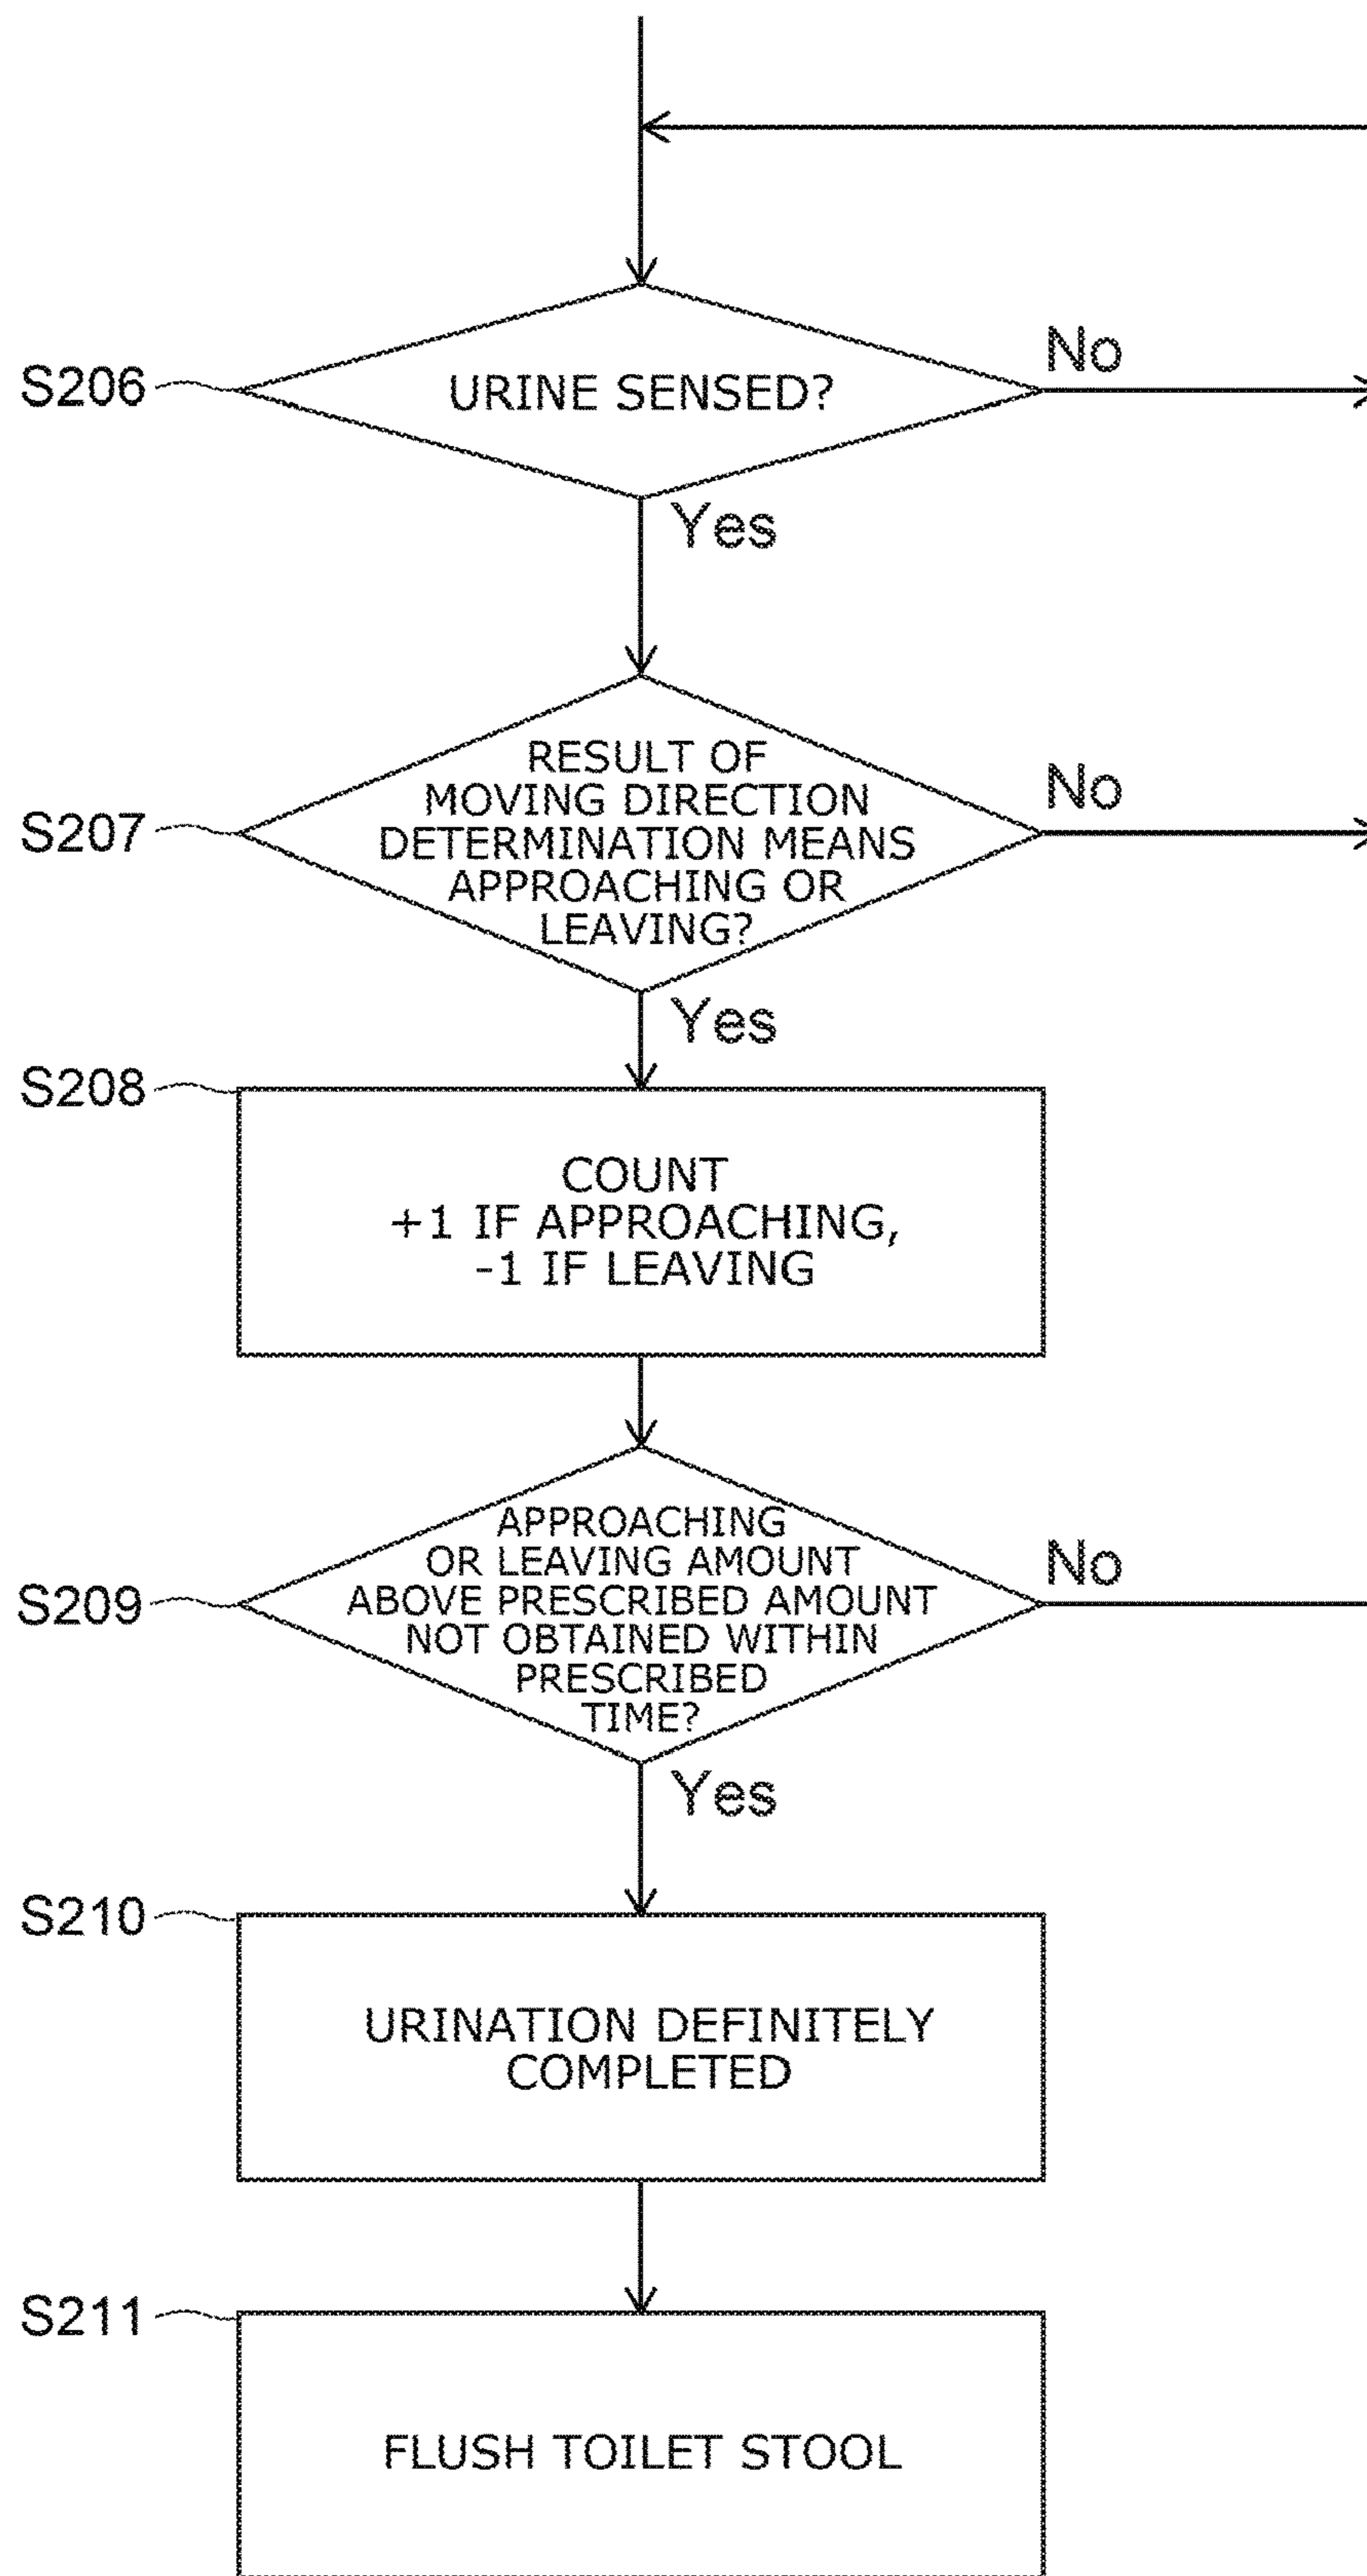 S206
URINE SENSED?
No
Yes
S207
RESULT OF
MOVING DIRECTION
DETERMINATION MEANS
APPROACHING OR
LEAVING?
No
Yes
S208
COUNT
+1 IF APPROACHING,
-1 IF LEAVING
S209
APPROACHING
OR LEAVING AMOUNT
ABOVE PRESCRIBED AMOUNT
NOT OBTAINED WITHIN
PRESCRIBED
TIME?
No
Yes
S210
URINATION DEFINITELY
COMPLETED
S211
FLUSH TOILET STOOL